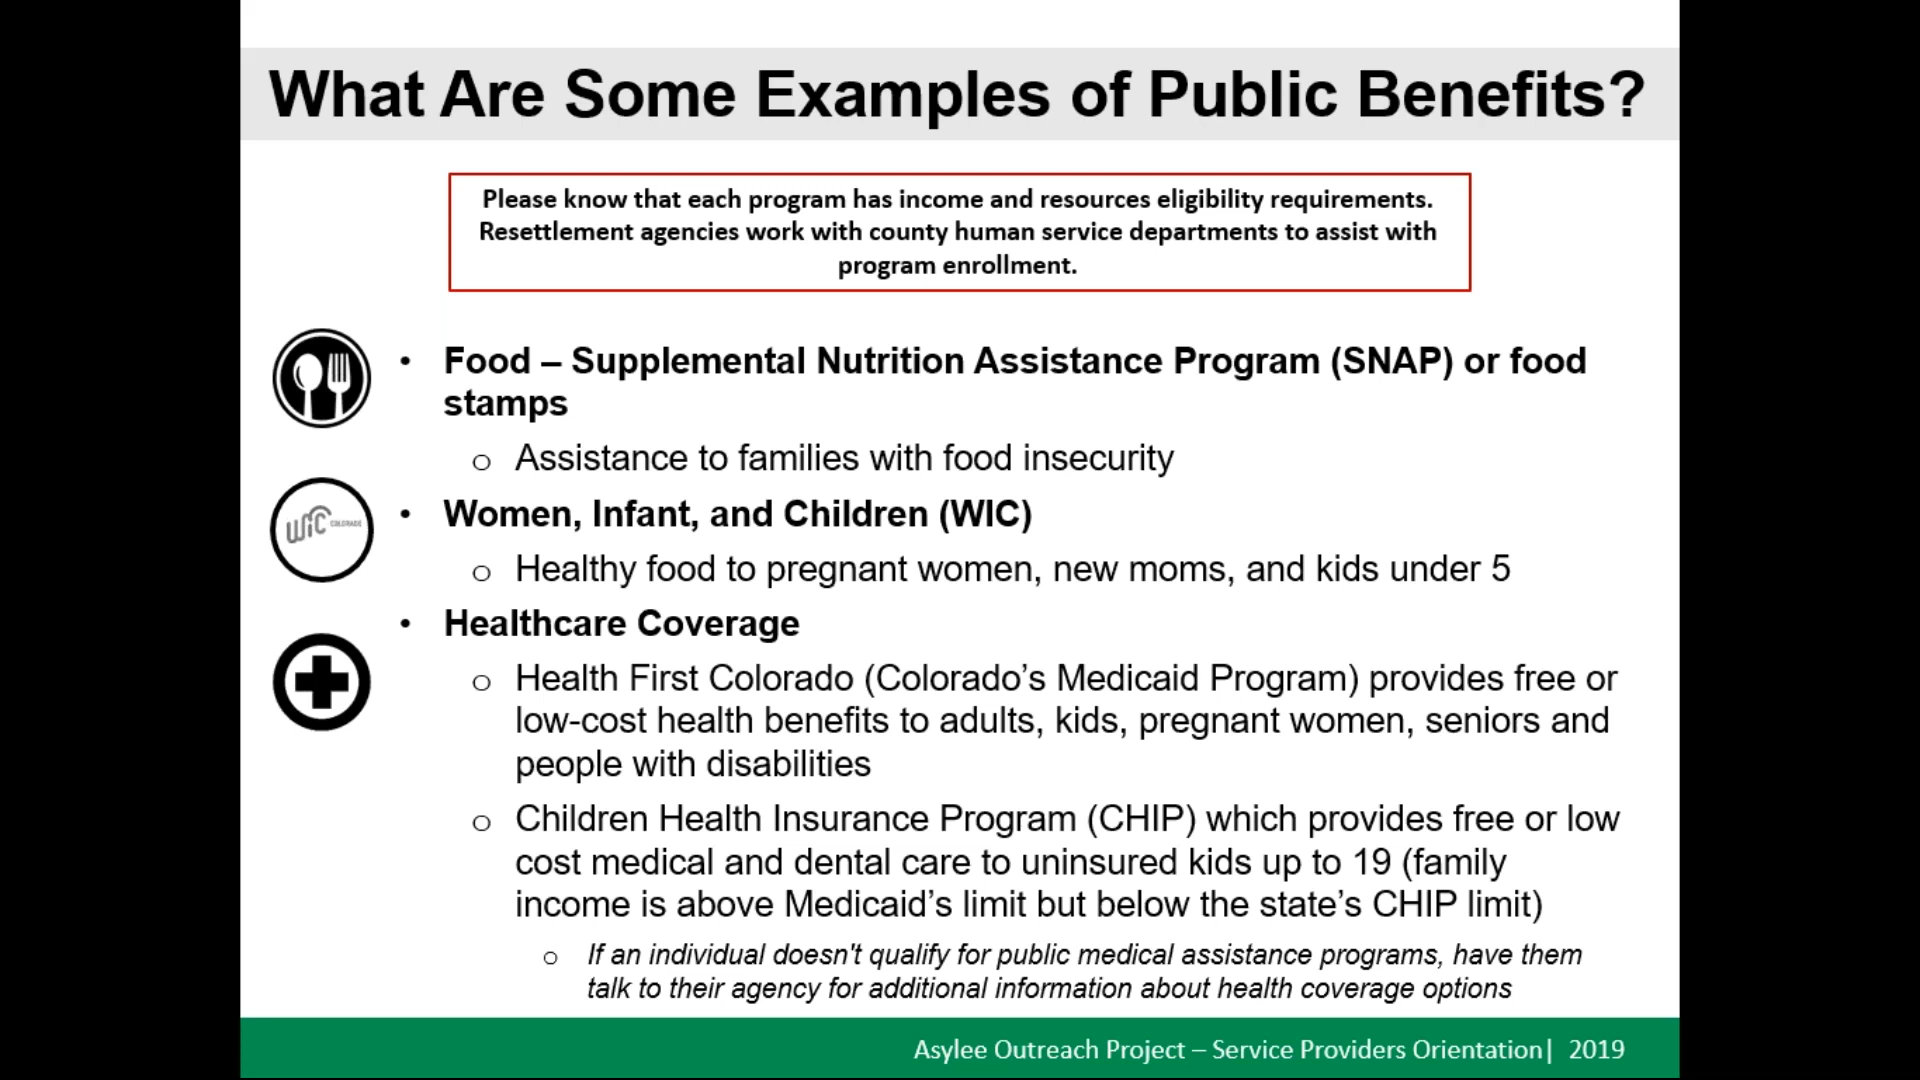 What Are Some Examples of Public Benefits?
Please know that each program has income and resources eligibility requirements.
Resettlement agencies work with county human service departments to assist with
program enrollment.
• Food – Supplemental Nutrition Assistance Program (SNAP) or food
stamps
o Assistance to families with food insecurity
WIC COLORADO
• Women, Infant, and Children (WIC)
o Healthy food to pregnant women, new moms, and kids under 5
• Healthcare Coverage
o Health First Colorado (Colorado’s Medicaid Program) provides free or
low-cost health benefits to adults, kids, pregnant women, seniors and
people with disabilities
o Children Health Insurance Program (CHIP) which provides free or low
cost medical and dental care to uninsured kids up to 19 (family
income is above Medicaid’s limit but below the state’s CHIP limit)
o If an individual doesn't qualify for public medical assistance programs, have them
talk to their agency for additional information about health coverage options
Asylee Outreach Project – Service Providers Orientation| 2019